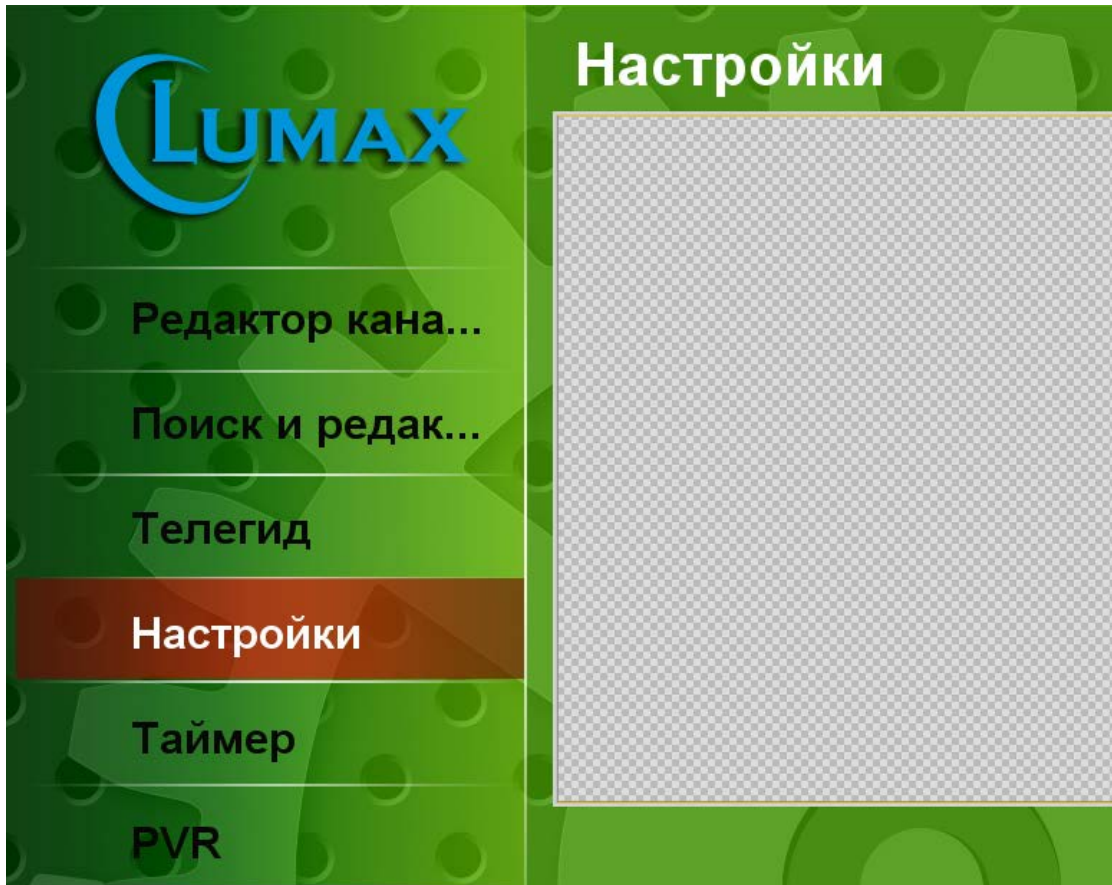 LUMAX
Настройки
Редактор кана...
Поиск и редак...
Телегид
Настройки
Таймер
PVR